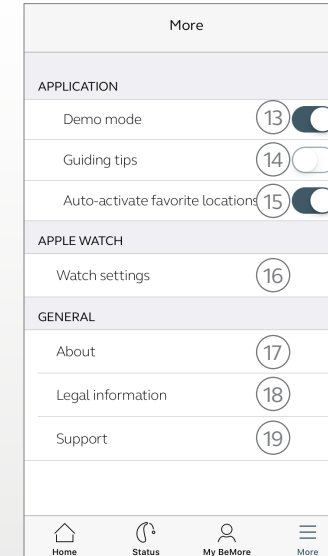 More
APPLICATION
Demo mode 13
Guiding tips 14
Auto-activate favorite locations 15
APPLE WATCH
Watch settings 16
GENERAL
About 17
Legal information 18
Support 19
Home Status My BeMore More